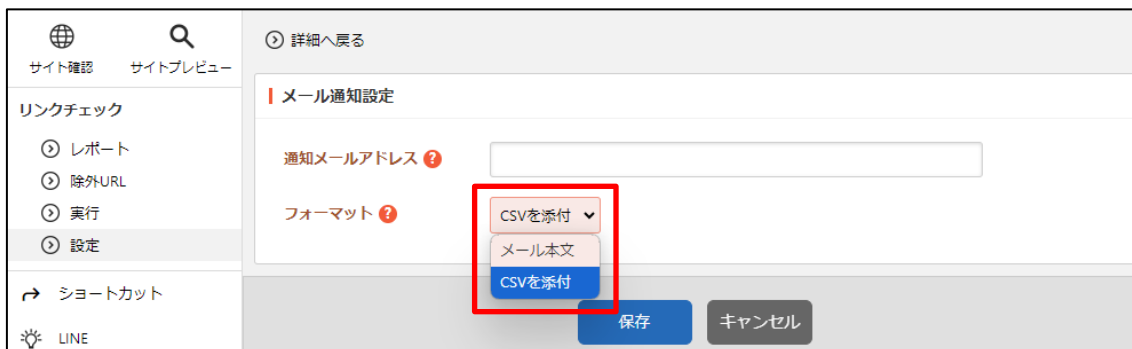 サイト確認
サイトプレビュー
リンクチェック
レポート
除外URL
実行
設定
ショートカット
LINE
詳細へ戻る
メール通知設定
通知メールアドレス ?
フォーマット ?
CSVを添付
メール本文
CSVを添付
保存
キャンセル